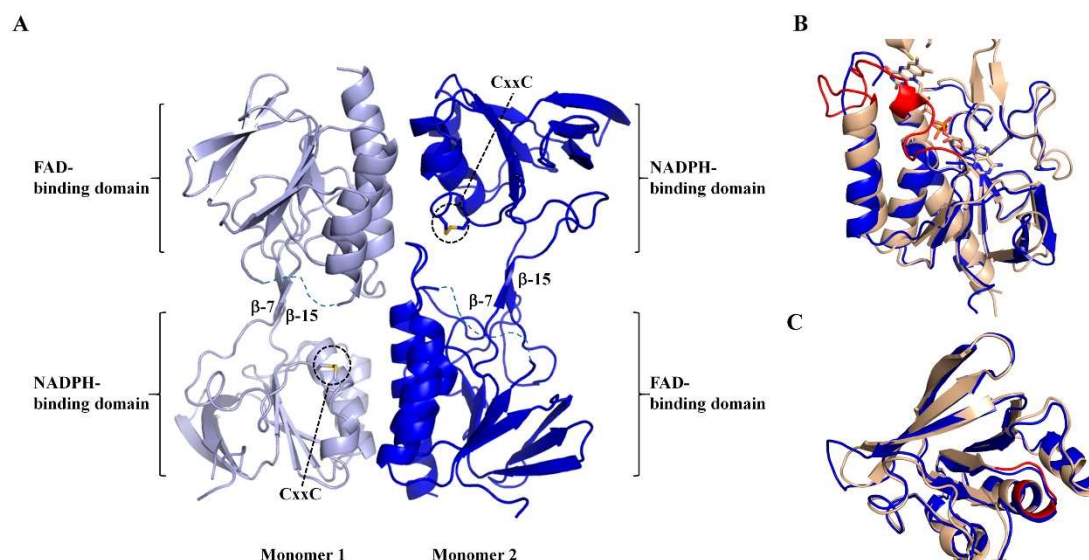 A
B
CxxC
FAD-
binding domain
NADPH-
binding domain
β-7
β-15
β-7
β-15
NADPH-
binding domain
FAD-
binding domain
C
CxxC
Monomer 1
Monomer 2